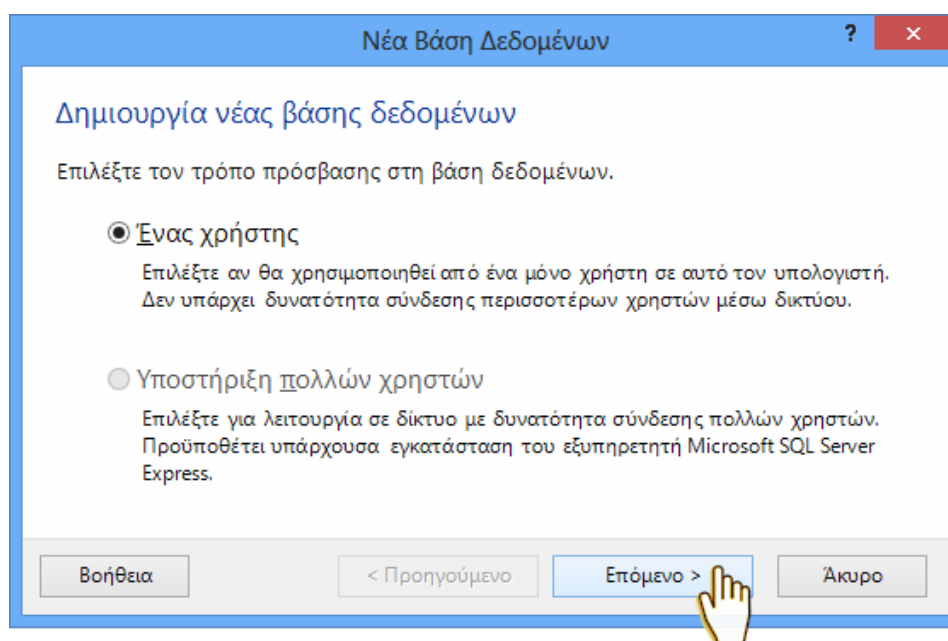 Νέα Βάση Δεδομένων ? ×
Δημιουργία νέας βάσης δεδομένων
Επιλέξτε τον τρόπο πρόσβασης στη βάση δεδομένων.
Ένας χρήστης
Επιλέξτε αν θα χρησιμοποιηθεί από ένα μόνο χρήστη σε αυτό τον υπολογιστή.
Δεν υπάρχει δυνατότητα σύνδεσης περισσοτέρων χρηστών μέσω δικτύου.
Υποστήριξη πολλών χρηστών
Επιλέξτε για λειτουργία σε δίκτυο με δυνατότητα σύνδεσης πολλών χρηστών.
Προϋποθέτει υπάρχουσα εγκατάσταση του εξυπηρετητή Microsoft SQL Server
Express.
Βοήθεια < Προηγούμενο Επόμενο > Άκυρο